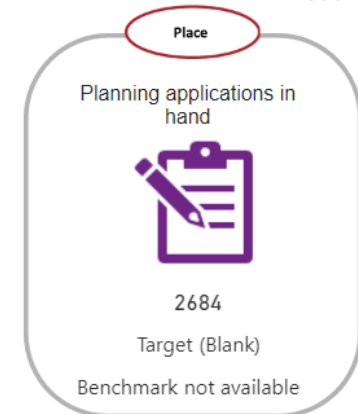 Place
Planning applications in
hand
2684
Target (Blank)
Benchmark not available